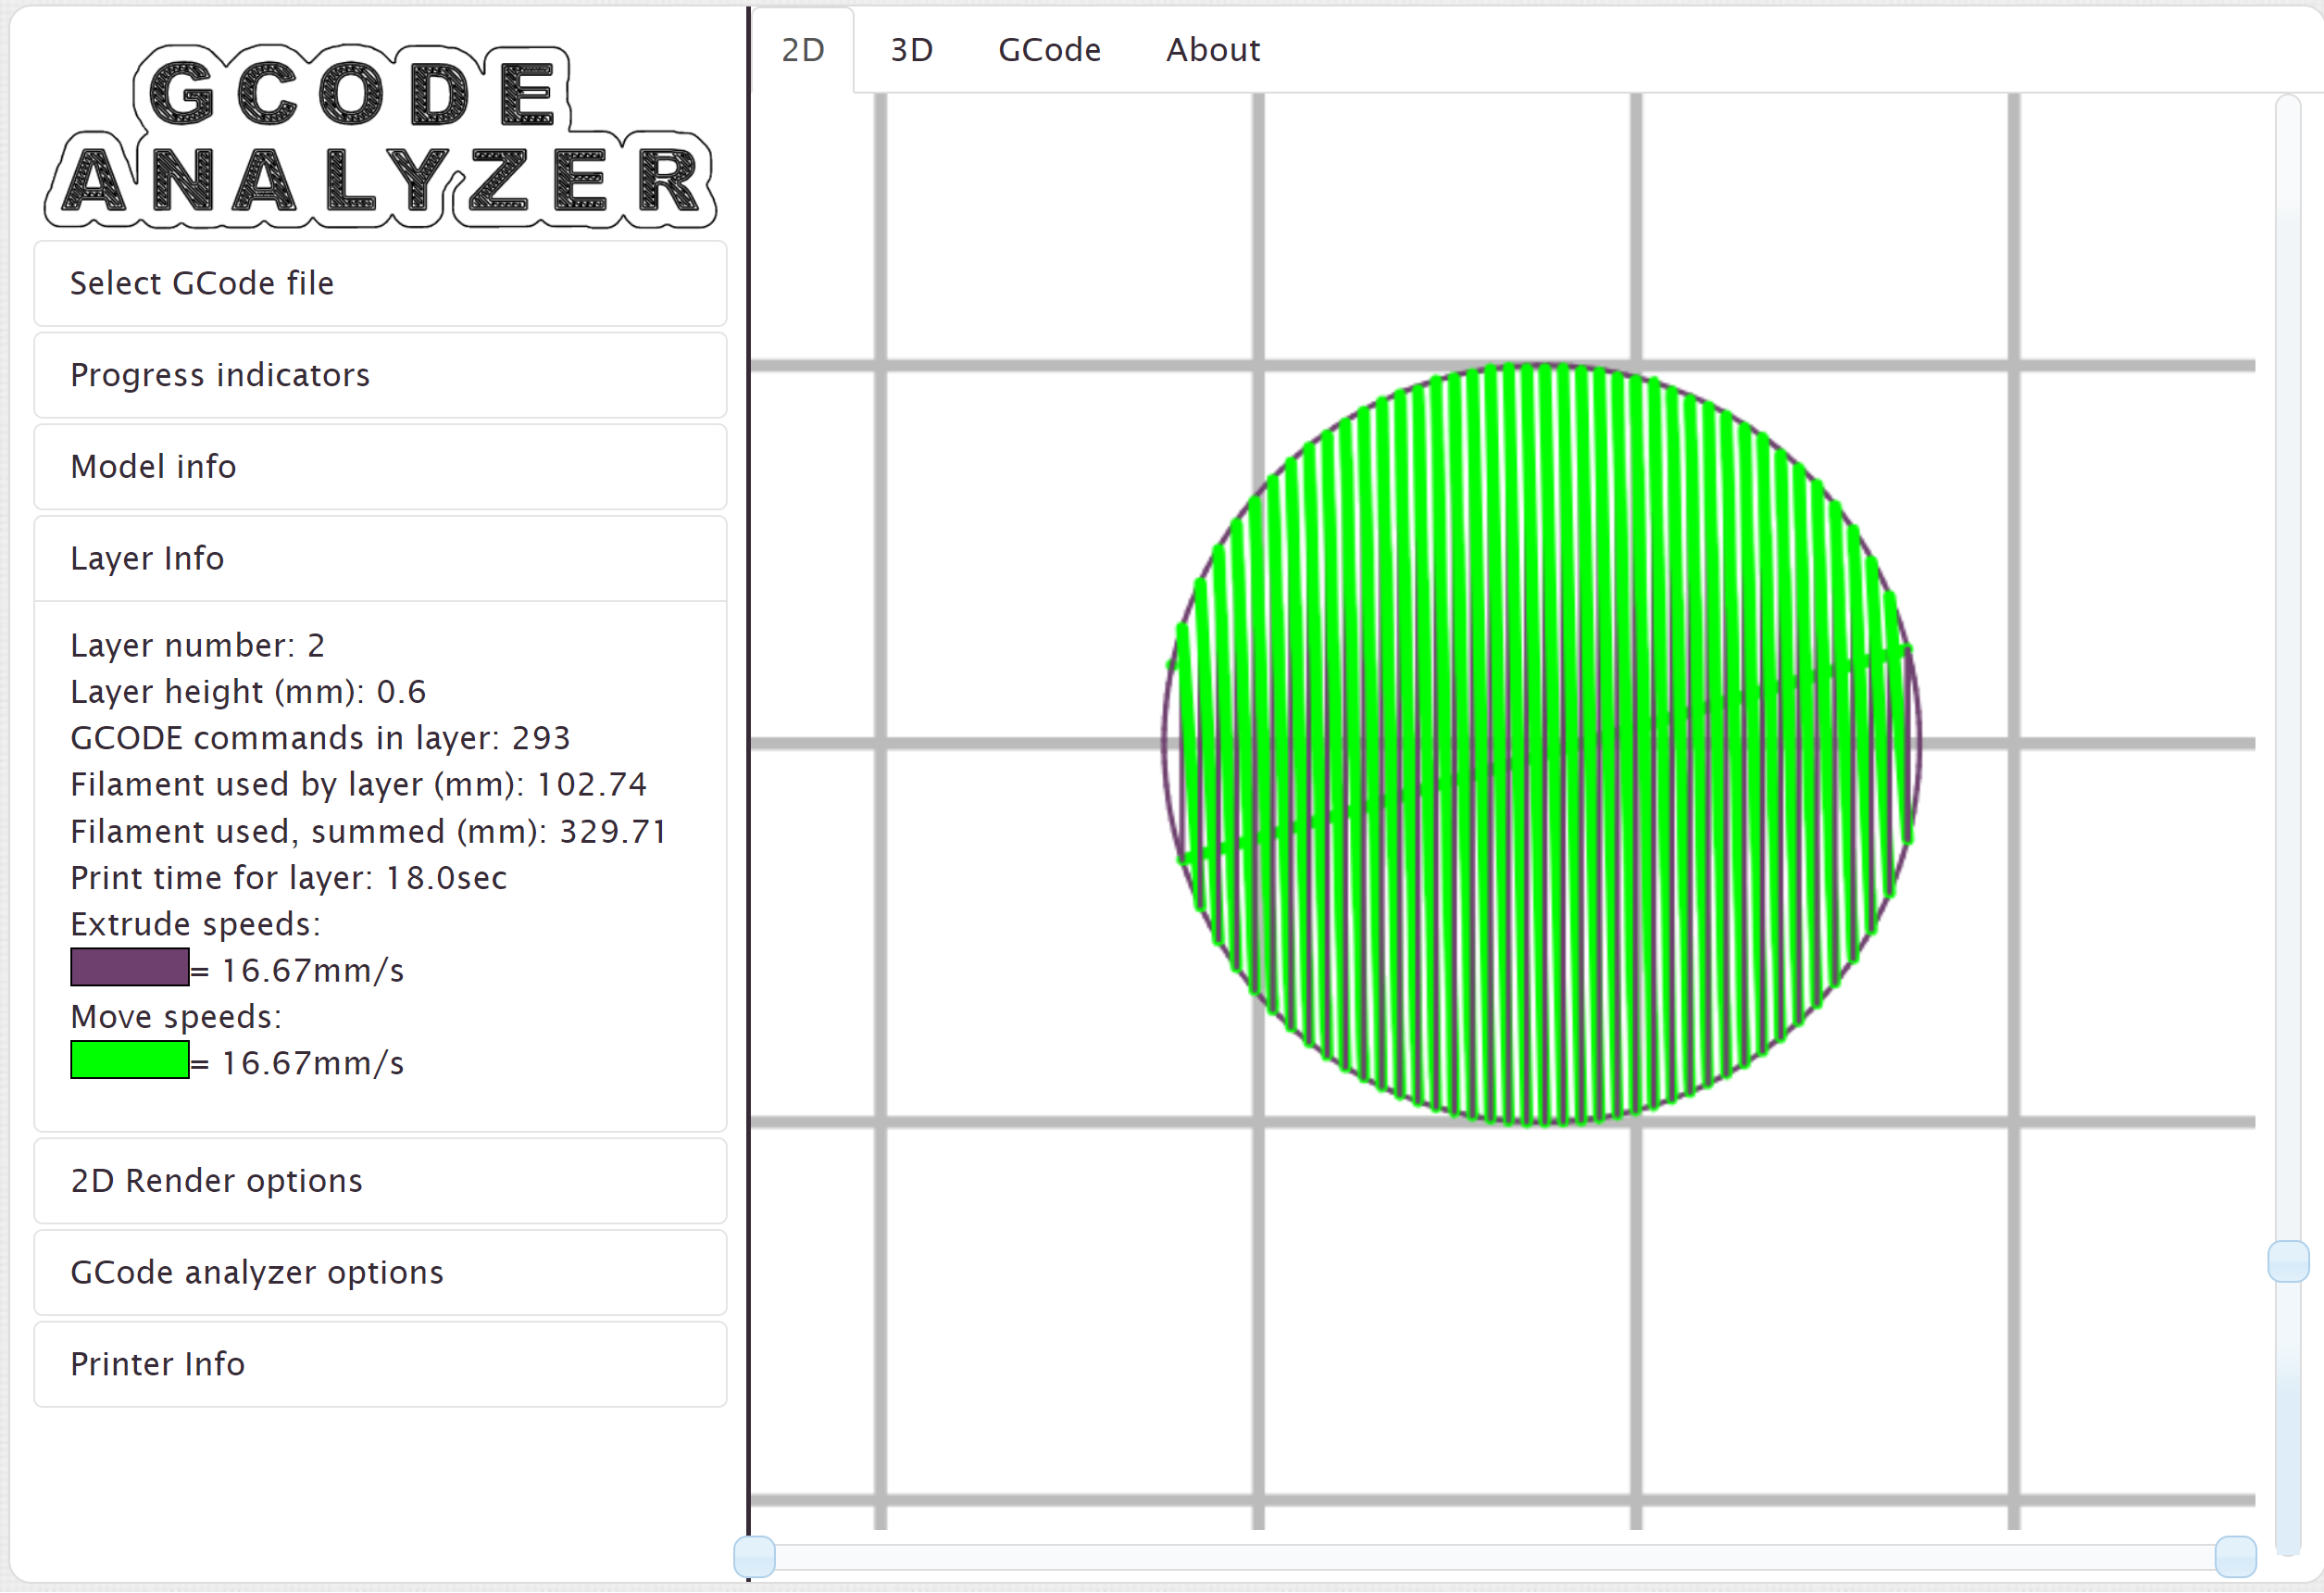 GCODE
ANALYZER
2D 3D GCode About
Select GCode file
Progress indicators
Model info
Layer Info
Layer number: 2
Layer height (mm): 0.6
GCODE commands in layer: 293
Filament used by layer (mm): 102.74
Filament used, summed (mm): 329.71
Print time for layer: 18.0sec
Extrude speeds:
= 16.67mm/s
Move speeds:
= 16.67mm/s
2D Render options
GCode analyzer options
Printer Info